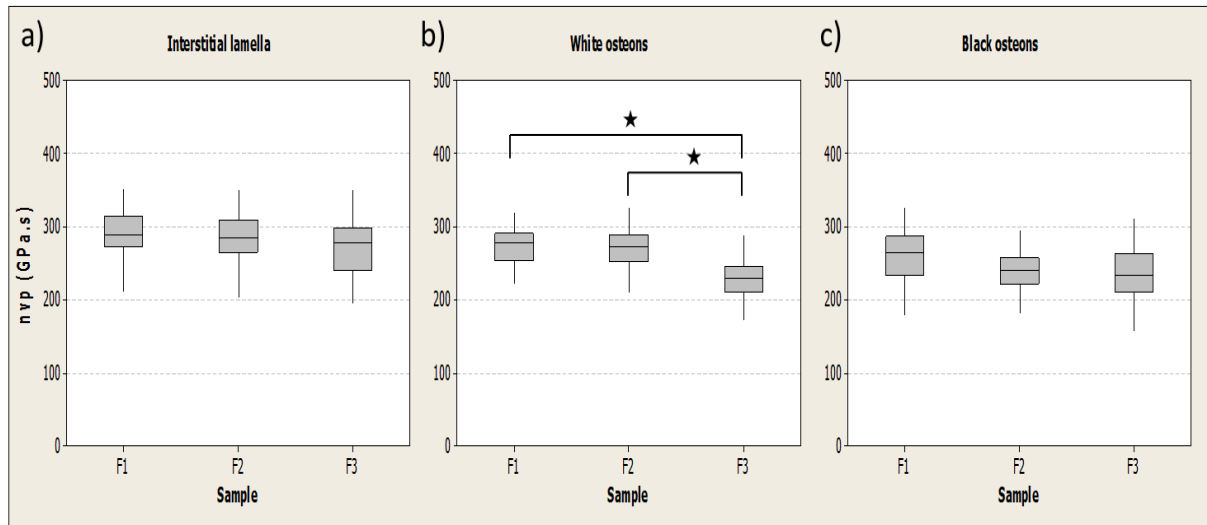 a) Interstitial lamella
b) White osteons
c) Black osteons
nvp (GPa.s)
500
400
300
200
100
0
F1 F2 F3
Sample
500
400
300
200
100
0
★
★
F1 F2 F3
Sample
500
400
300
200
100
0
F1 F2 F3
Sample